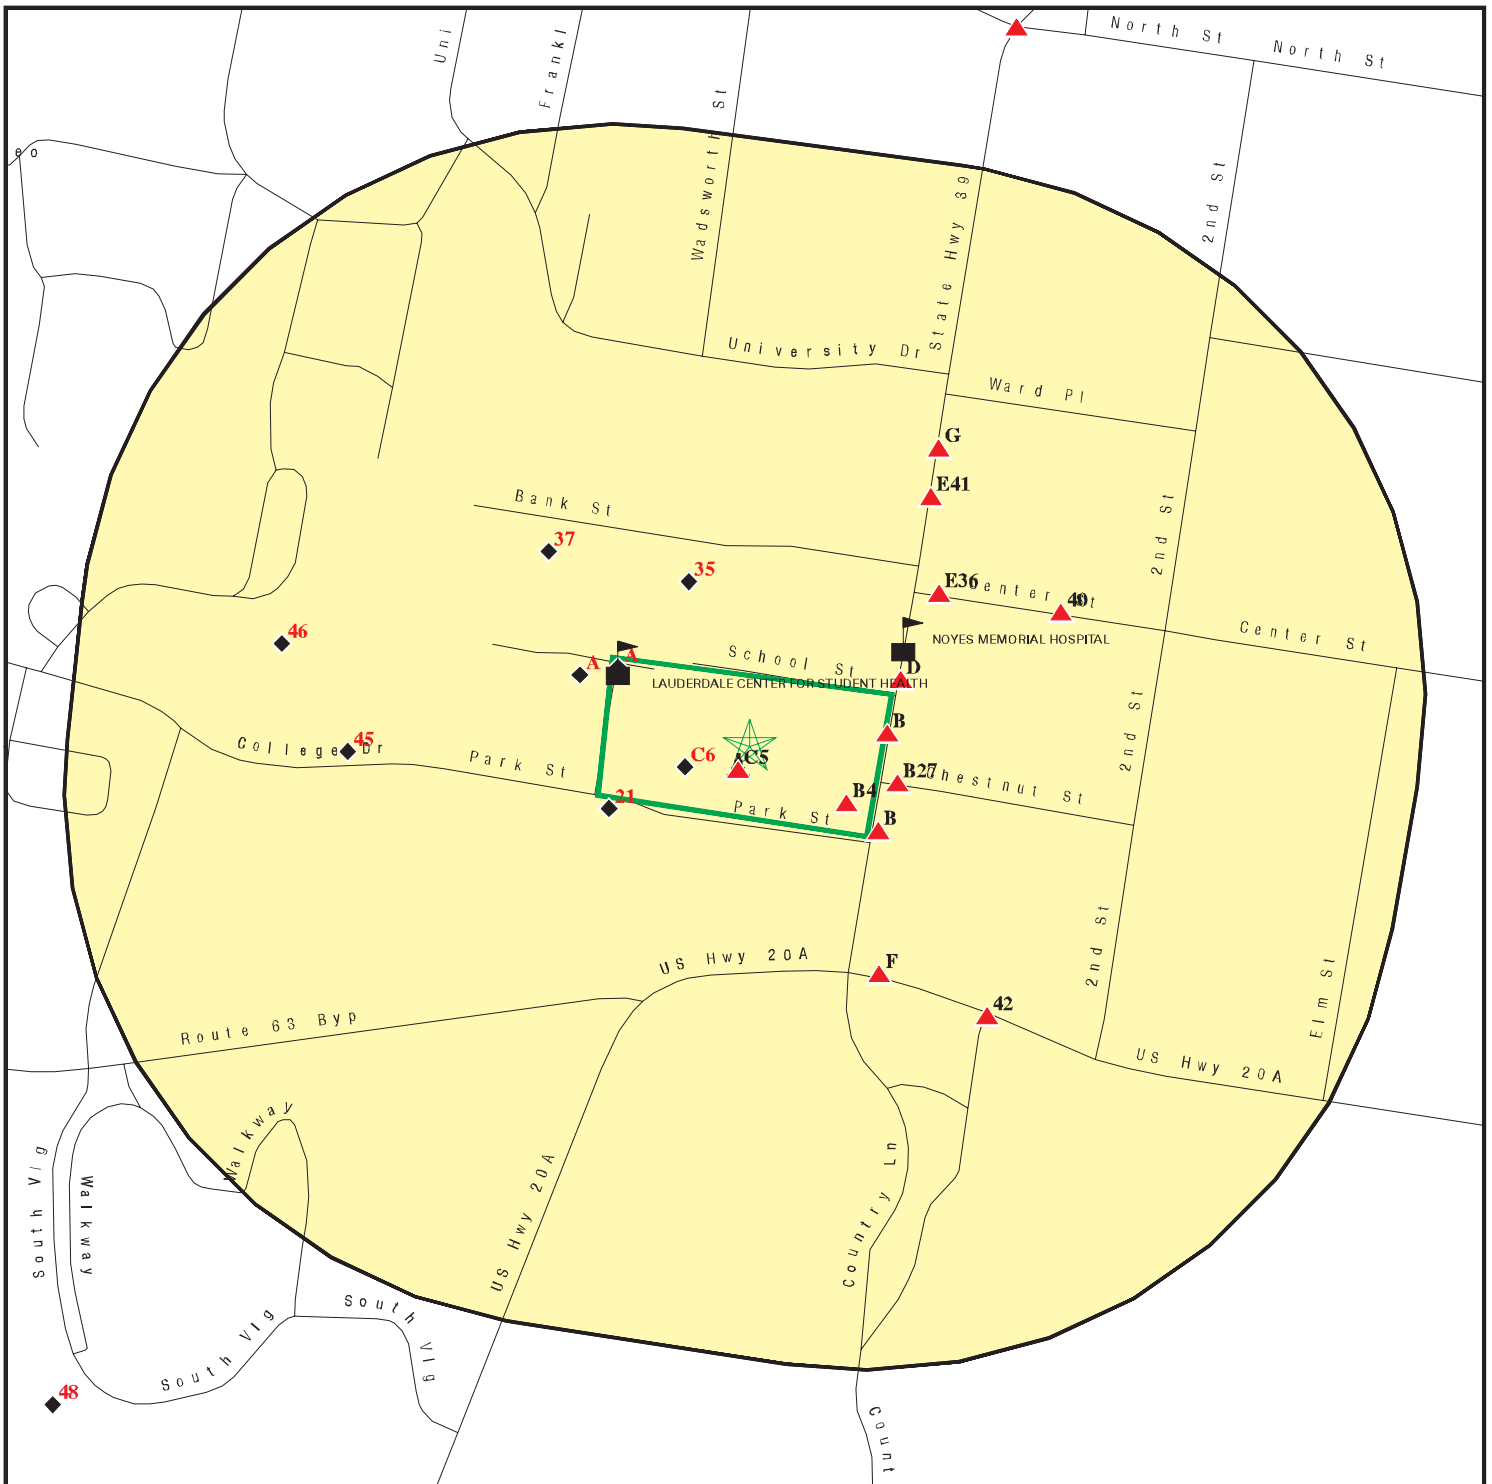 North St
North St
Uni
Frankl
Wadsworth St
eo
2nd St
State Hwy 39
University Dr
Ward Pl
G
E41
Bank St
2nd St
37
35
E36
Center St
40
Center St
46
NOYES MEMORIAL HOSPITAL
School St
A
A
D
LAUDERDALE CENTER FOR STUDENT HEALTH
2nd St
B
College Dr
45
Park St
C6
C5
B27
Chestnut St
B4
21
Park St
B
2nd St
US Hwy 20A
F
Elm St
42
Route 63 Byp
US Hwy 20A
Walkway
South Vlg
Walkway
US Hwy 20A
Country Ln
South Vlg
South Vlg
48
Count